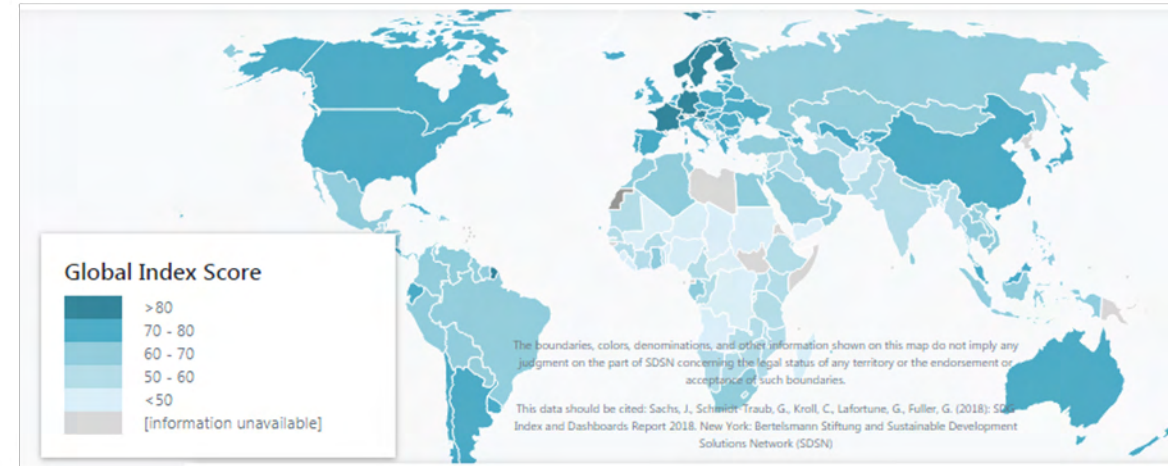 Global Index Score
>80
70 - 80
60 - 70
50 - 60
<50
[information unavailable]
The boundaries, colors, denominations, and other information shown on this map do not imply any
judgment on the part of SDSN concerning the legal status of any territory or the endorsement or
acceptance of such boundaries.
This data should be cited: Sachs, J., Schmidt-Traub, G., Kroll, C., Lafortune, G., Fuller, G. (2018): SDG
Index and Dashboards Report 2018. New York: Bertelsmann Stiftung and Sustainable Development
Solutions Network (SDSN)